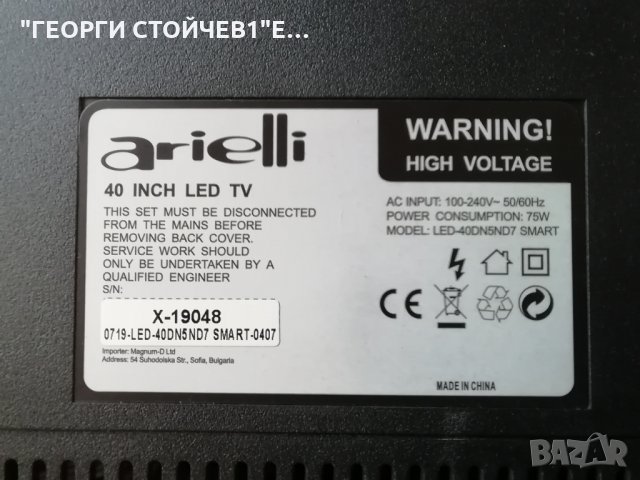 "ГЕОРГИ СТОЙЧЕВ1"Е...
arielli
40 INCH LED TV
THIS SET MUST BE DISCONNECTED
FROM THE MAINS BEFORE
REMOVING BACK COVER.
SERVICE WORK SHOULD
ONLY BE UNDERTAKEN BY A
QUALIFIED ENGINEER
S/N:
X-19048
0719-LED-40DN5ND7 SMART-0407
Importer: Magnum-D Ltd
Address: 54 Suhodolska Str., Sofia, Bulgaria
WARNING!
HIGH VOLTAGE
AC INPUT: 100-240V~ 50/60Hz
POWER CONSUMPTION: 75W
MODEL: LED-40DN5ND7 SMART
CE
MADE IN CHINA
BAZAR